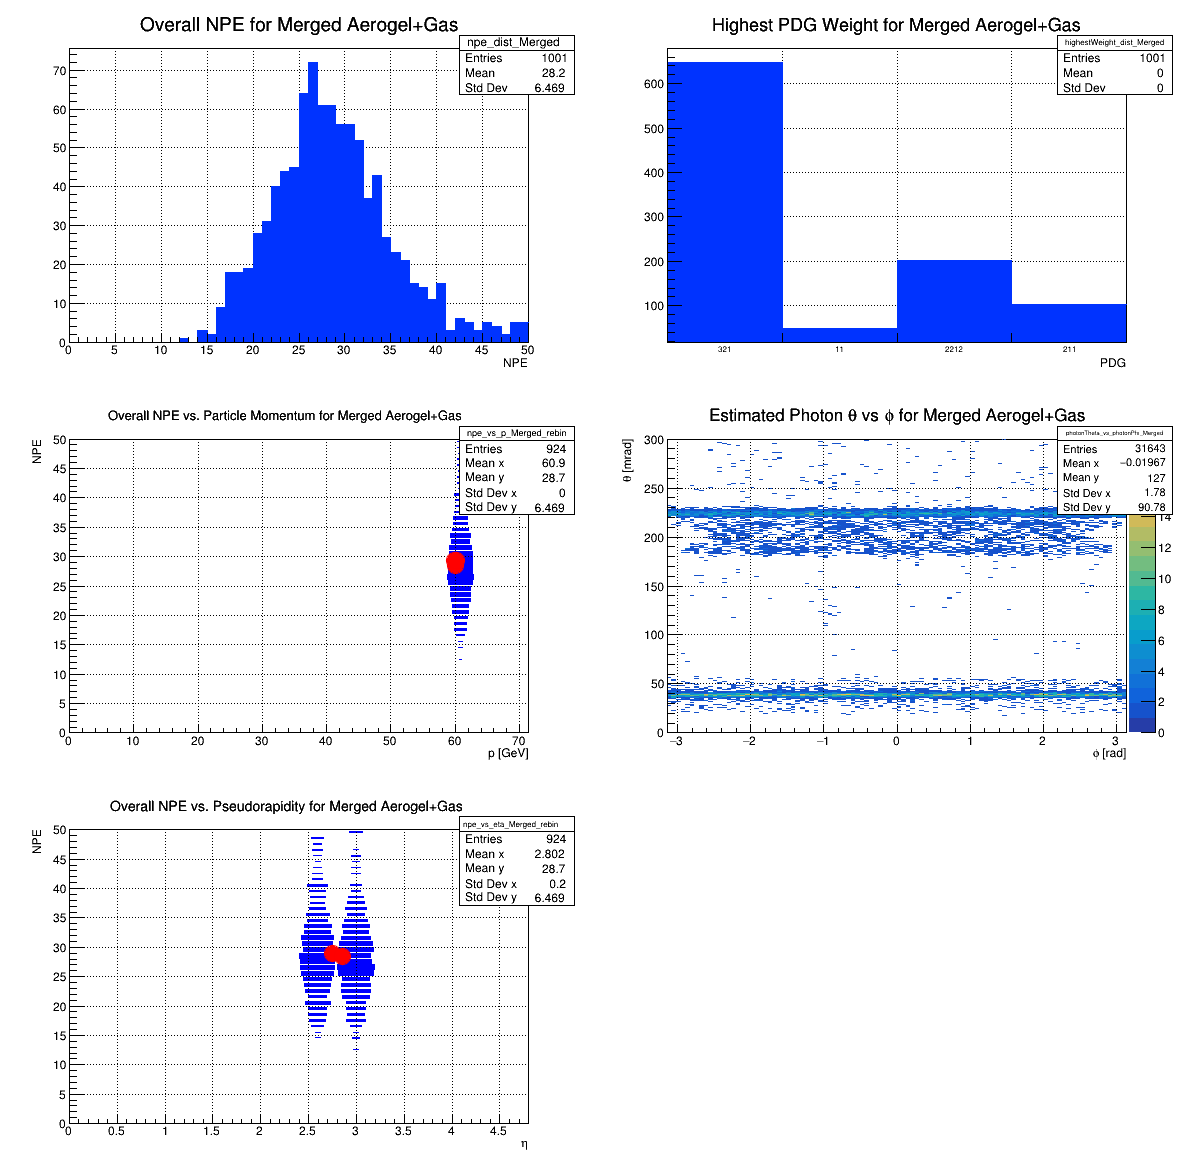 Overall NPE for Merged Aerogel+Gas
npe_dist_Merged
Entries 1001
Mean 28.2
Std Dev 6.469
70
60
50
40
30
20
10
0
0 5 10 15 20 25 30 35 40 45 50
NPE
Highest PDG Weight for Merged Aerogel+Gas
highestWeight_dist_Merged
Entries 1001
Mean 0
Std Dev 0
600
500
400
300
200
100
321 11 2212 211
PDG
Overall NPE vs. Particle Momentum for Merged Aerogel+Gas
npe_vs_p_Merged_rebin
Entries 924
Mean x 60.9
Mean y 28.7
Std Dev x 0
Std Dev y 6.469
NPE
50
45
40
35
30
25
20
15
10
5
0
0 10 20 30 40 50 60 70
p [GeV]
Estimated Photon θ vs ϕ for Merged Aerogel+Gas
photonTheta_vs_photonPhi_Merged
Entries 31643
Mean x −0.01967
Mean y 127
Std Dev x 1.78
Std Dev y 90.78
θ [mrad]
300
250
200
150
100
50
0
−3 −2 −1 0 1 2 3
ϕ [rad]
14
12
10
8
6
4
2
0
Overall NPE vs. Pseudorapidity for Merged Aerogel+Gas
npe_vs_eta_Merged_rebin
Entries 924
Mean x 2.802
Mean y 28.7
Std Dev x 0.2
Std Dev y 6.469
NPE
50
45
40
35
30
25
20
15
10
5
0
0 0.5 1 1.5 2 2.5 3 3.5 4 4.5
η